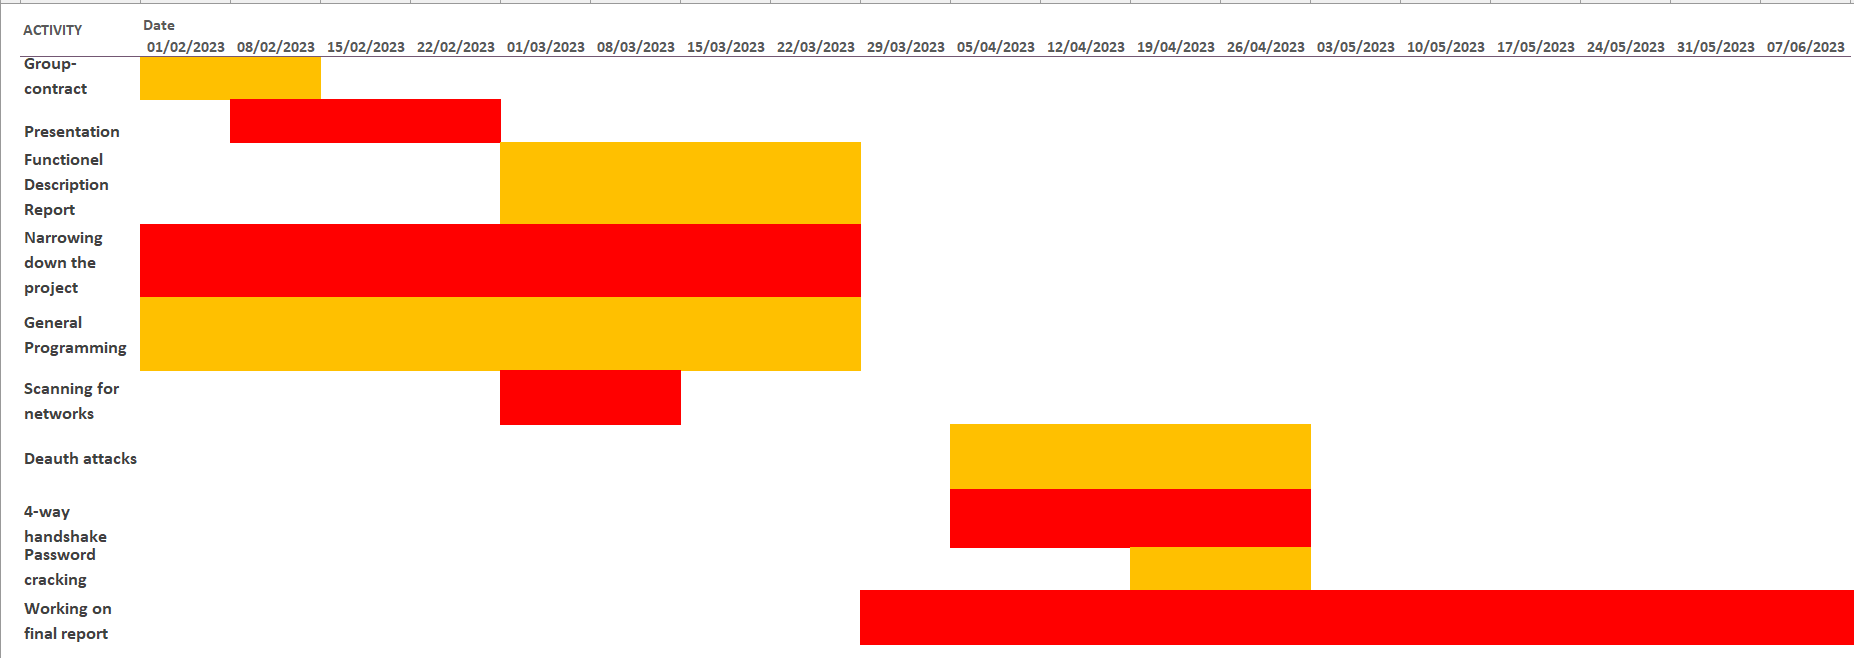 ACTIVITY
Date
01/02/2023 08/02/2023 15/02/2023 22/02/2023 01/03/2023 08/03/2023 15/03/2023 22/03/2023 29/03/2023 05/04/2023 12/04/2023 19/04/2023 26/04/2023 03/05/2023 10/05/2023 17/05/2023 24/05/2023 31/05/2023 07/06/2023
Group-
contract
Presentation
Functionel
Description
Report
Narrowing
down the
project
General
Programming
Scanning for
networks
Deauth attacks
4-way
handshake
Password
cracking
Working on
final report